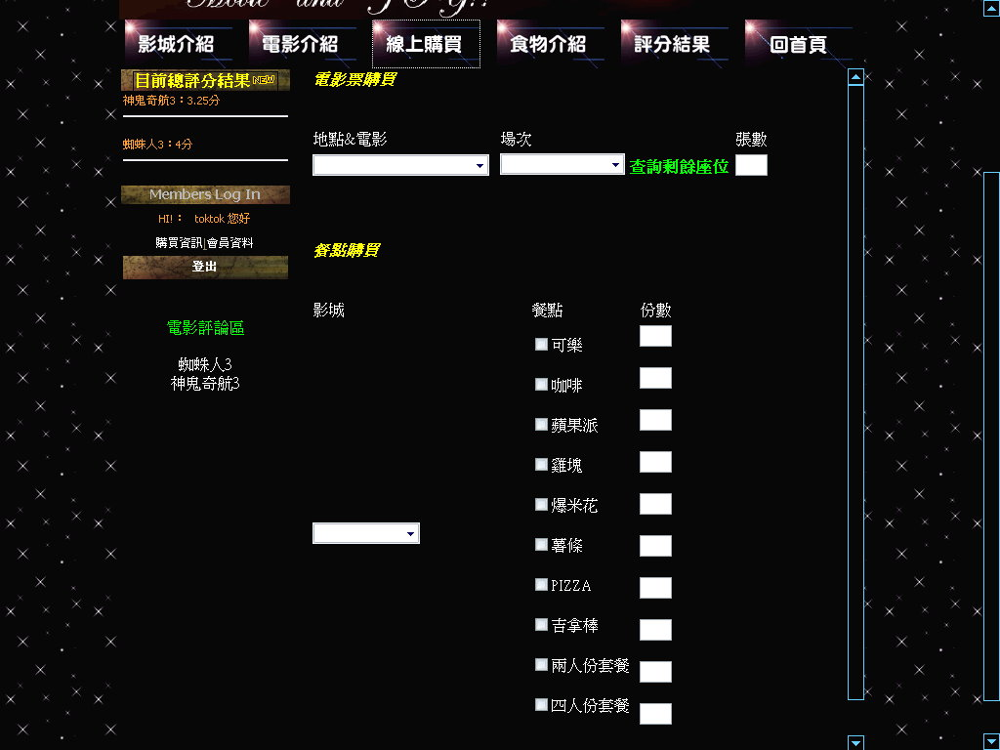 影城介紹 電影介紹 線上購買 食物介紹 評分結果 回首頁
目前總評分結果 NEW
神鬼奇航3：3.25分
蜘蛛人3：4分
Members Log In
HI!： toktok 您好
購買資訊|會員資料
登出
電影評論區
蜘蛛人3
神鬼奇航3
電影票購買
地點&電影 場次 張數
查詢剩餘座位
餐點購買
影城 餐點 份數
可樂
咖啡
蘋果派
雞塊
爆米花
薯條
PIZZA
吉拿棒
兩人份套餐
四人份套餐